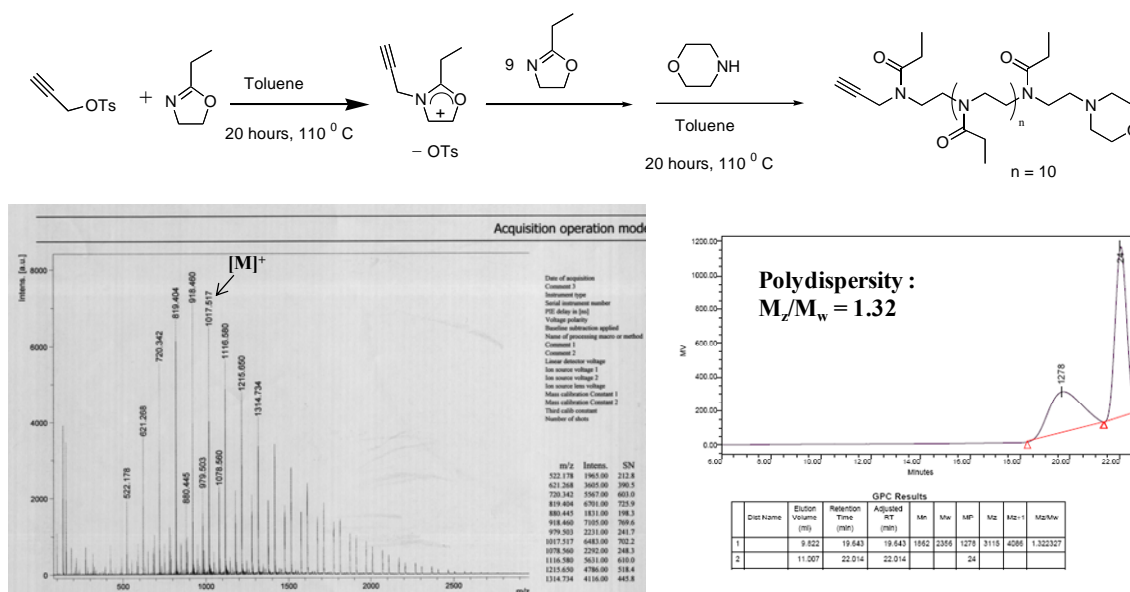 O
O
O
N O
9 N O
NH
OTs + N O
Toluene
20 hours, 110 ⁰ C
N O
+
– OTs
Toluene
20 hours, 110 ⁰ C
N
N
n
N
N
O
O
n = 10
Acquisition operation mode
Intens. [a.u.]
8000
6000
4000
2000
0
500
1000
1500
2000
2500
m/z
[M]⁺
522.178
621.268
720.342
819.404
880.445
918.460
979.503
1017.517
1078.560
1116.580
1215.650
1314.734
Date of acquisition
Comment 3
Instrument type
Serial instrument number
PIE delay in [ns]
Voltage polarity
Baseline subtraction applied
Name of processing macro or method
Comment 1
Comment 2
Linear detector voltage
Ion source voltage 1
Ion source voltage 2
Ion source lens voltage
Mass calibration Constant 1
Mass calibration Constant 2
Third calib constant
Number of shots
m/z Intens. SN
522.178 1965.00 212.8
621.268 3605.00 390.5
720.342 5567.00 603.0
819.404 6701.00 725.9
880.445 1831.00 198.3
918.460 7105.00 769.6
979.503 2231.00 241.7
1017.517 6483.00 702.2
1078.560 2292.00 248.3
1116.580 5631.00 610.0
1215.650 4786.00 518.4
1314.734 4116.00 445.8
Polydispersity :
Mz/Mw = 1.32
MV
1200.00
1000.00
800.00
600.00
400.00
200.00
0.00
1278
24
6.00 8.00 10.00 12.00 14.00 16.00 18.00 20.00 22.00
Minutes
GPC Results
Dist Name Elution Volume (ml) Retention Time (min) Adjusted RT (min) Mn Mw MP Mz Mz+1 Mz/Mw
1 9.822 19.643 19.643 1862 2356 1278 3115 4086 1.322327
2 11.007 22.014 22.014 24